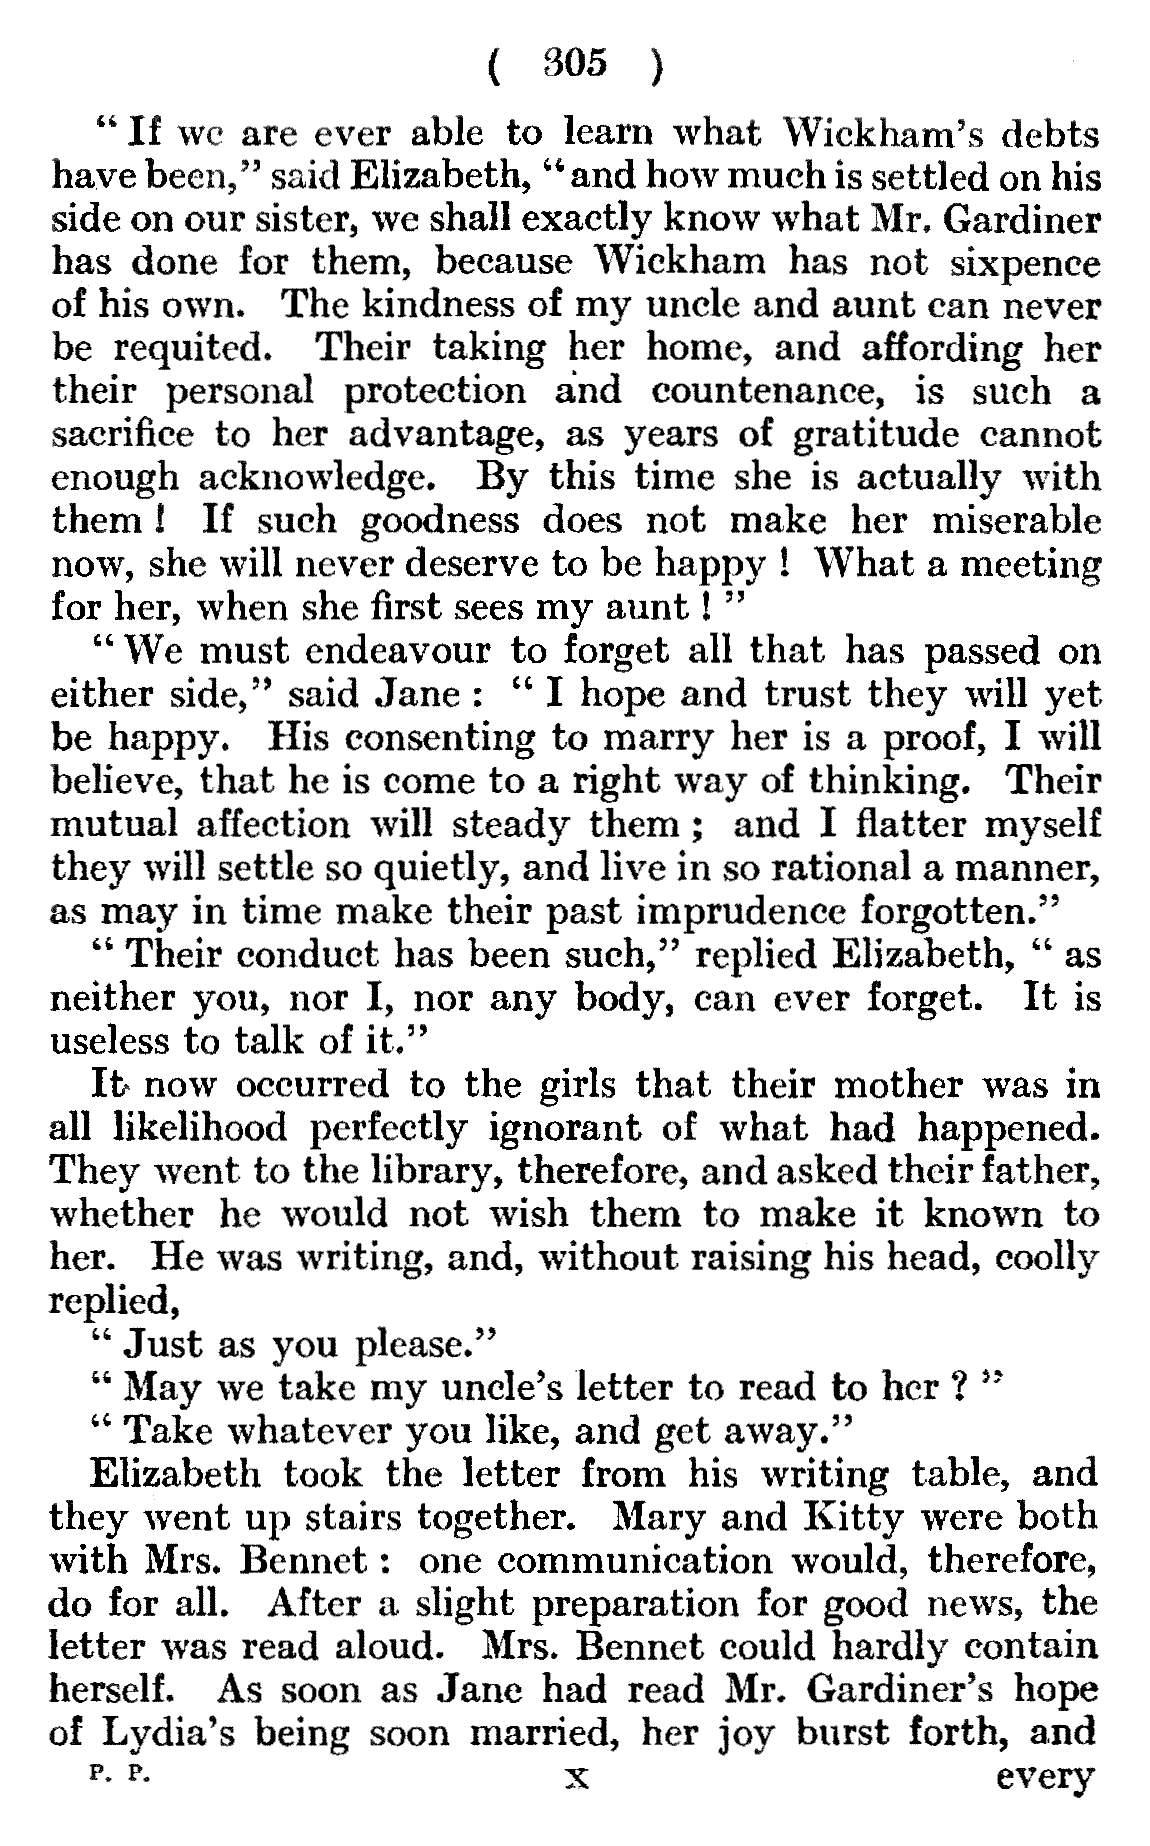 ( 305 )
“ If we are ever able to learn what Wickham’s debts
have been,” said Elizabeth, “and how much is settled on his
side on our sister, we shall exactly know what Mr. Gardiner
has done for them, because Wickham has not sixpence
of his own. The kindness of my uncle and aunt can never
be requited. Their taking her home, and affording her
their personal protection and countenance, is such a
sacrifice to her advantage, as years of gratitude cannot
enough acknowledge. By this time she is actually with
them ! If such goodness does not make her miserable
now, she will never deserve to be happy ! What a meeting
for her, when she first sees my aunt ! ”
“ We must endeavour to forget all that has passed on
either side,” said Jane : “ I hope and trust they will yet
be happy. His consenting to marry her is a proof, I will
believe, that he is come to a right way of thinking. Their
mutual affection will steady them ; and I flatter myself
they will settle so quietly, and live in so rational a manner,
as may in time make their past imprudence forgotten.”
“ Their conduct has been such,” replied Elizabeth, “ as
neither you, nor I, nor any body, can ever forget. It is
useless to talk of it.”
It now occurred to the girls that their mother was in
all likelihood perfectly ignorant of what had happened.
They went to the library, therefore, and asked their father,
whether he would not wish them to make it known to
her. He was writing, and, without raising his head, coolly
replied,
“ Just as you please.”
“ May we take my uncle’s letter to read to her ? ”
“ Take whatever you like, and get away.”
Elizabeth took the letter from his writing table, and
they went up stairs together. Mary and Kitty were both
with Mrs. Bennet : one communication would, therefore,
do for all. After a slight preparation for good news, the
letter was read aloud. Mrs. Bennet could hardly contain
herself. As soon as Jane had read Mr. Gardiner’s hope
of Lydia’s being soon married, her joy burst forth, and
P. P. X every